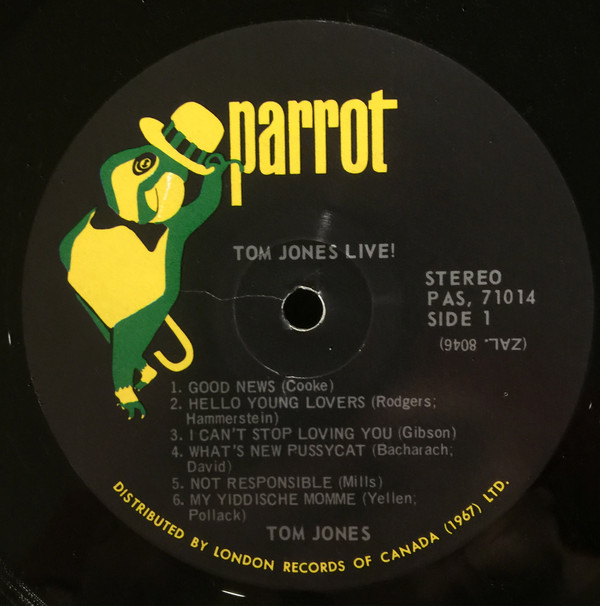 parrot
TOM JONES LIVE!
STEREO
PAS, 71014
SIDE 1
(ZAL. 8046)
1. GOOD NEWS (Cooke)
2. HELLO YOUNG LOVERS (Rodgers;
Hammerstein)
3. I CAN'T STOP LOVING YOU (Gibson)
4. WHAT'S NEW PUSSYCAT (Bacharach;
David)
5. NOT RESPONSIBLE (Mills)
6. MY YIDDISCHE MOMME (Yellen;
Pollack)
TOM JONES
DISTRIBUTED BY LONDON RECORDS OF CANADA (1967) LTD.